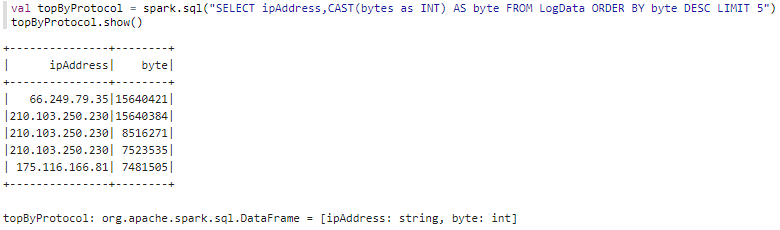 val topByProtocol = spark.sql("SELECT ipAddress,CAST(bytes as INT) AS byte FROM LogData ORDER BY byte DESC LIMIT 5")
topByProtocol.show()
+---------------+--------+
|      ipAddress|    byte|
+---------------+--------+
|   66.249.79.35|15640421|
|210.103.250.230|15640384|
|210.103.250.230| 8516271|
|210.103.250.230| 7523535|
| 175.116.166.81| 7481505|
+---------------+--------+
topByProtocol: org.apache.spark.sql.DataFrame = [ipAddress: string, byte: int]